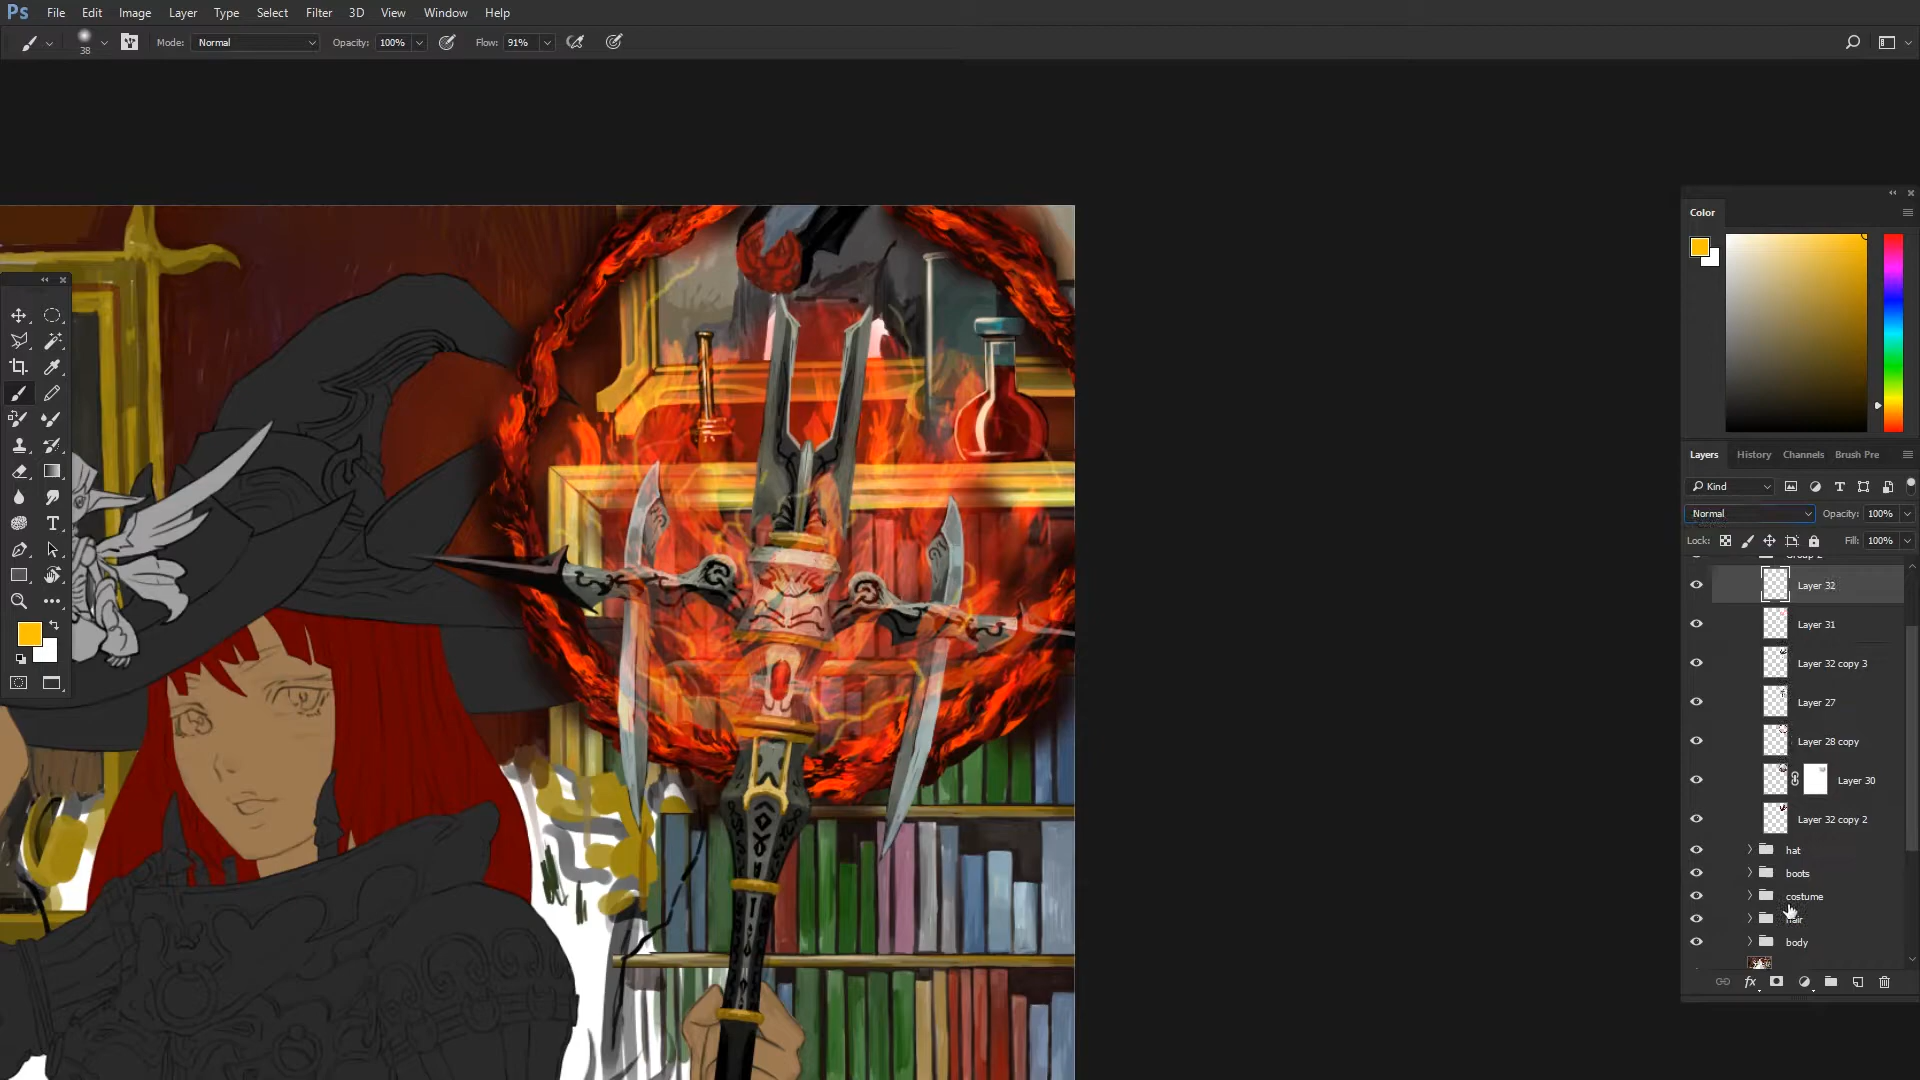 Ps File Edit Image Layer Type Select Filter 3D View Window Help
38 Mode: Normal Opacity: 100% Flow: 91%
Color
Layers History Channels Brush Pre
Kind
Normal Opacity: 100%
Lock: Fill: 100%
Layer 32
Layer 31
Layer 32 copy 3
Layer 27
Layer 28 copy
Layer 30
Layer 32 copy 2
hat
boots
costume
hair
body
fx